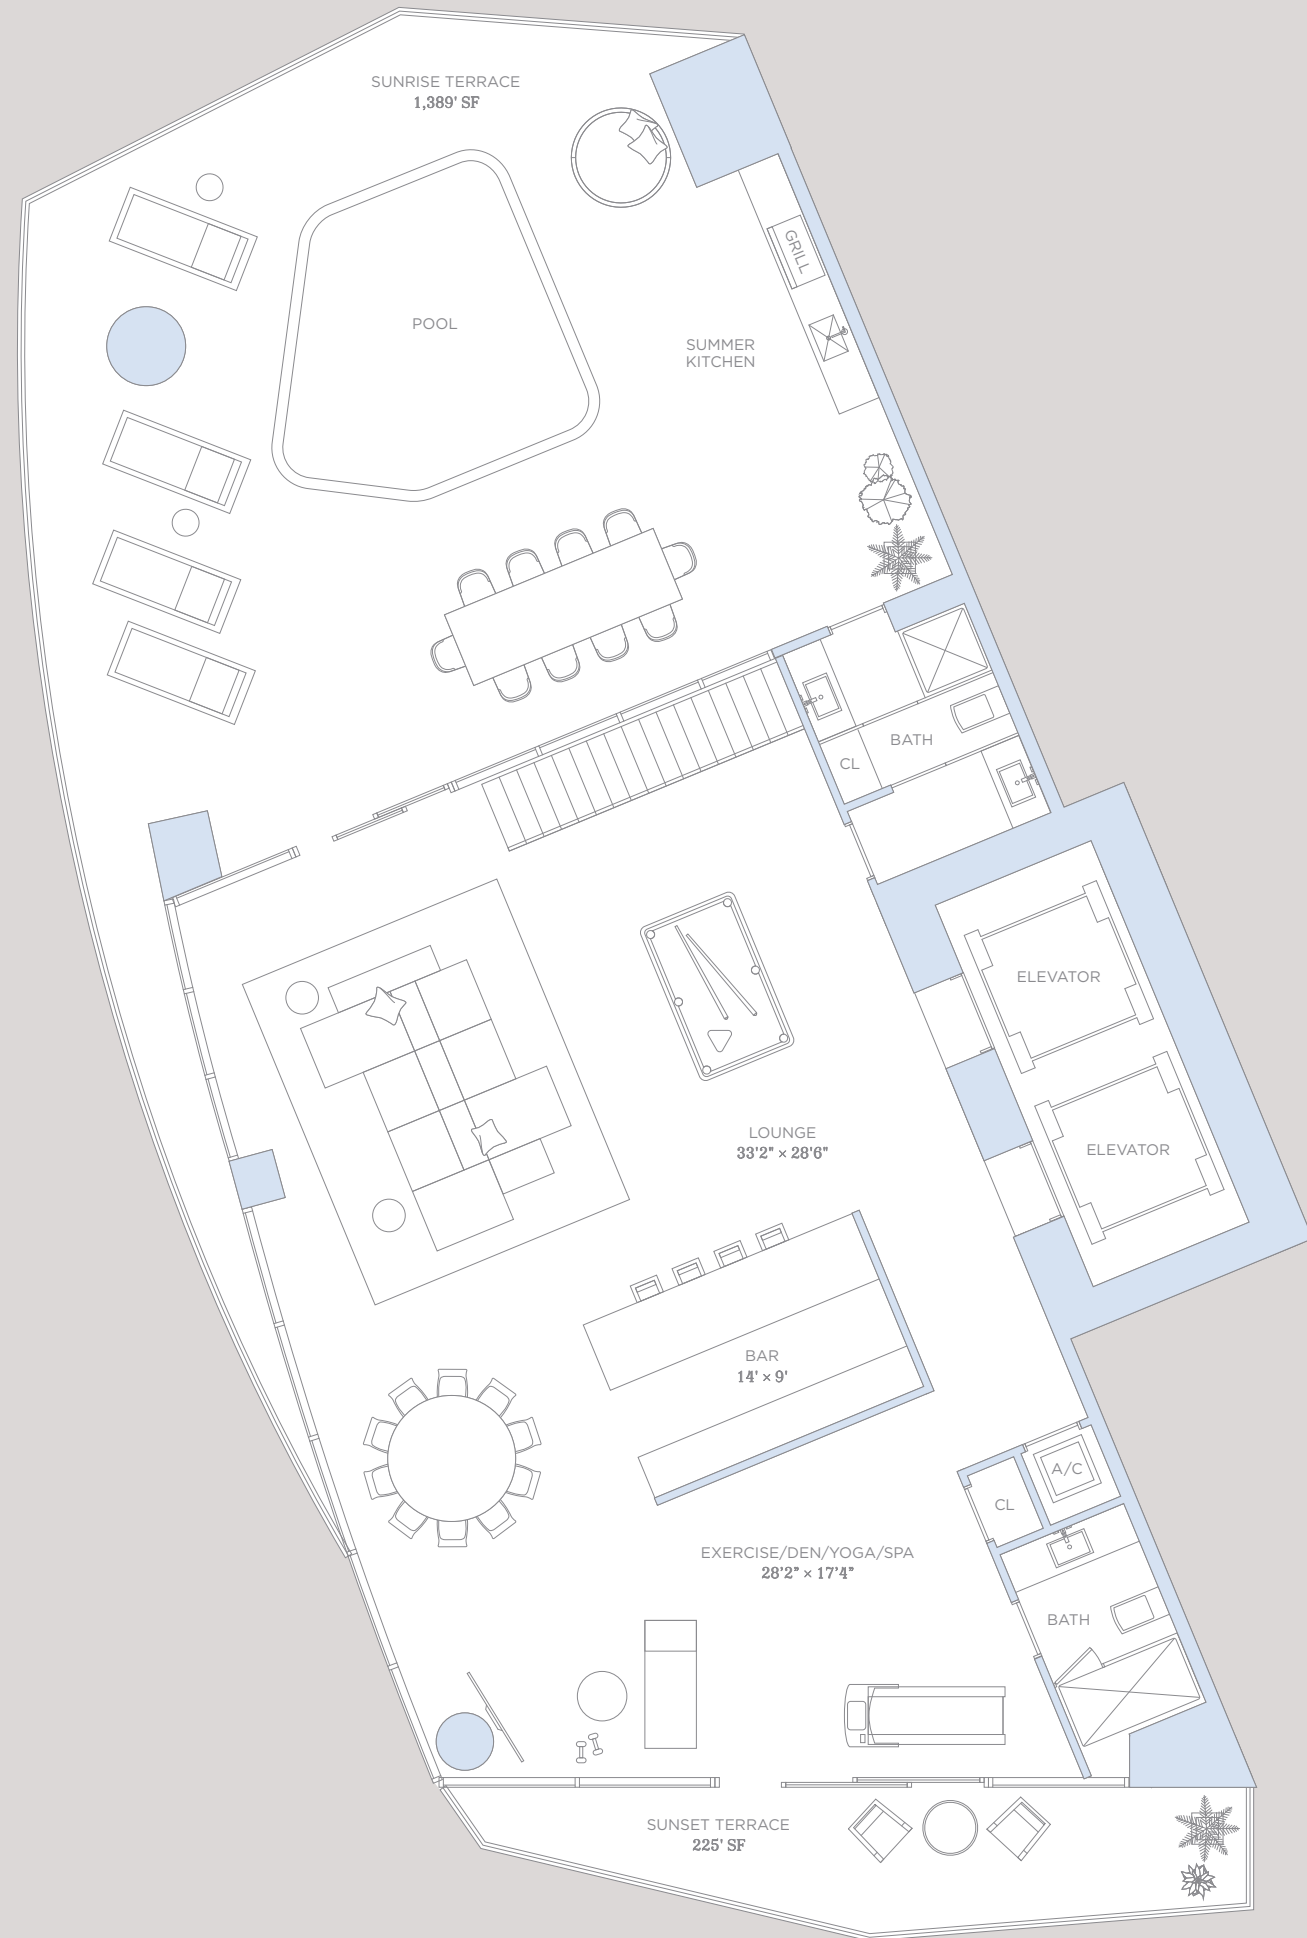 SUNRISE TERRACE
1,389' SF
GRILL
POOL
SUMMER
KITCHEN
BATH
CL
ELEVATOR
LOUNGE
33'2" × 28'6"
ELEVATOR
BAR
14' × 9'
A/C
CL
EXERCISE/DEN/YOGA/SPA
28'2" × 17'4"
BATH
SUNSET TERRACE
225' SF